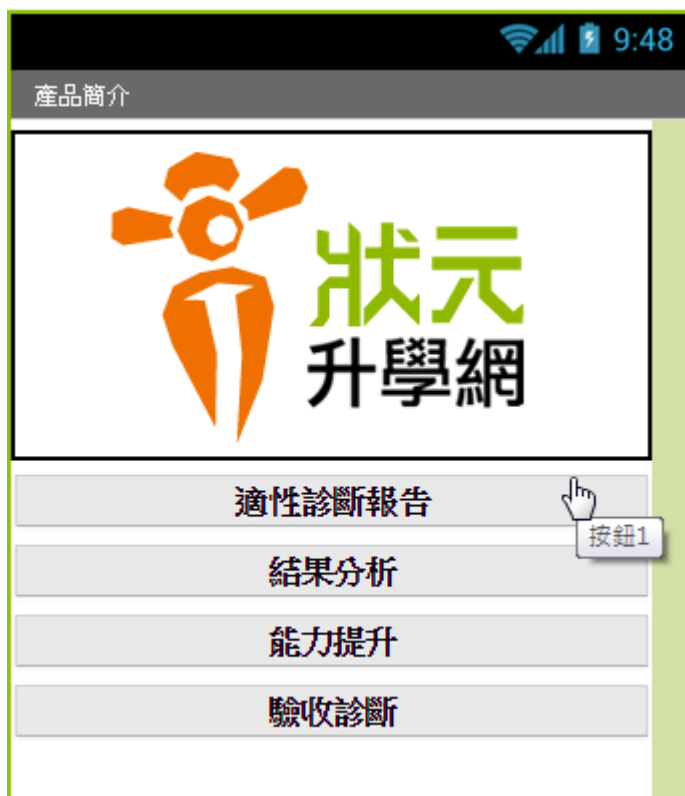 9:48
產品簡介
狀元
升學網
適性診斷報告
按鈕1
結果分析
能力提升
驗收診斷